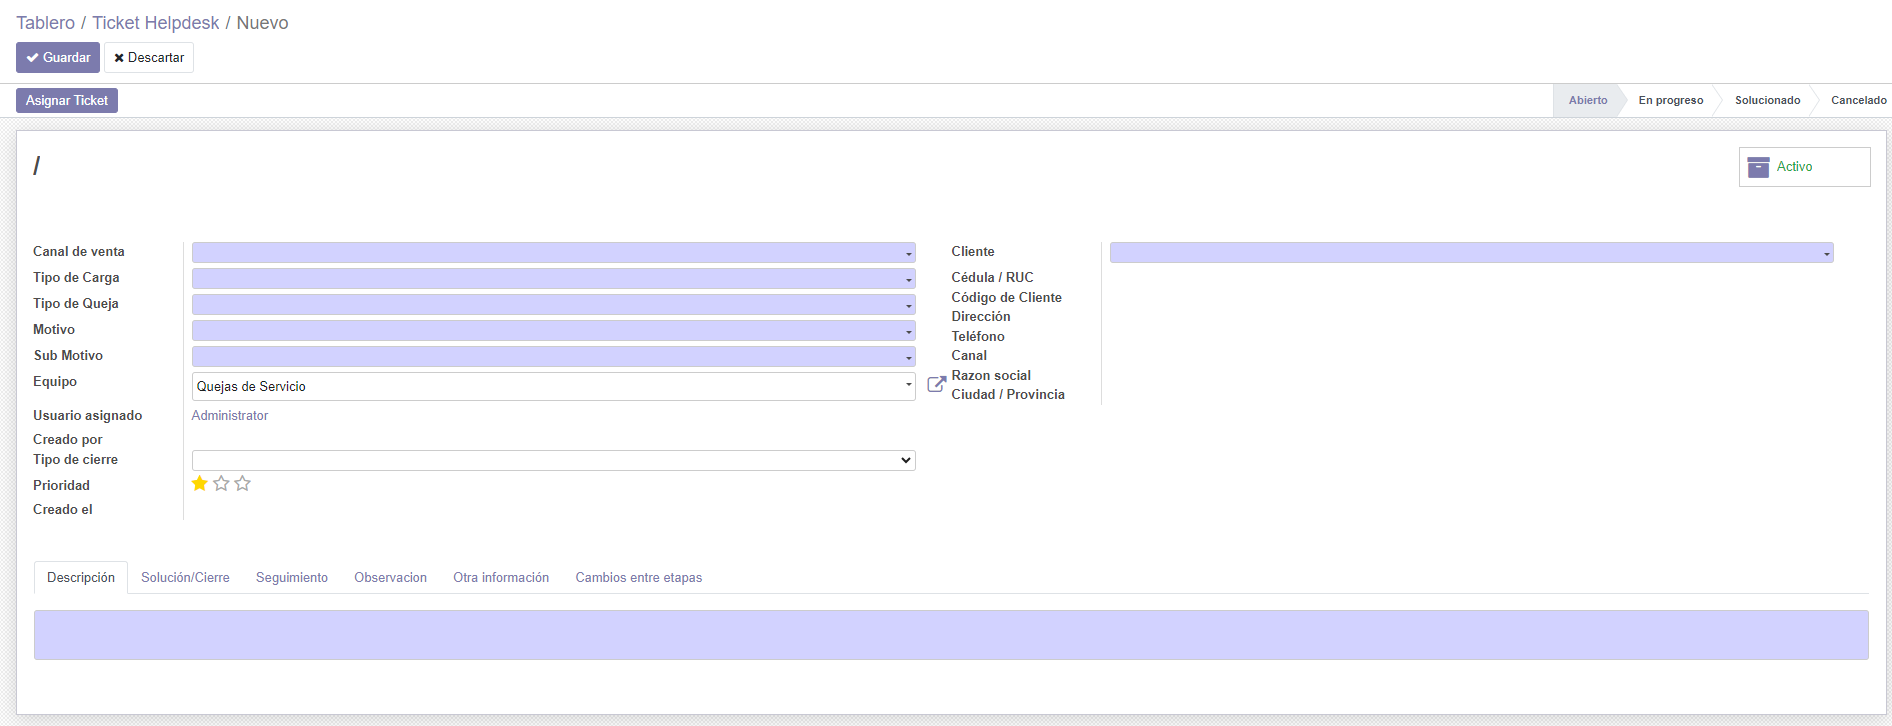 Tablero / Ticket Helpdesk / Nuevo
Guardar
Descartar
Asignar Ticket
Abierto
En progreso
Solucionado
Cancelado
/
Activo
Canal de venta
Tipo de Carga
Tipo de Queja
Motivo
Sub Motivo
Equipo
Quejas de Servicio
Usuario asignado
Administrator
Creado por
Tipo de cierre
Prioridad
Creado el
Cliente
Cédula / RUC
Código de Cliente
Dirección
Teléfono
Canal
Razon social
Ciudad / Provincia
Descripción
Solución/Cierre
Seguimiento
Observacion
Otra información
Cambios entre etapas